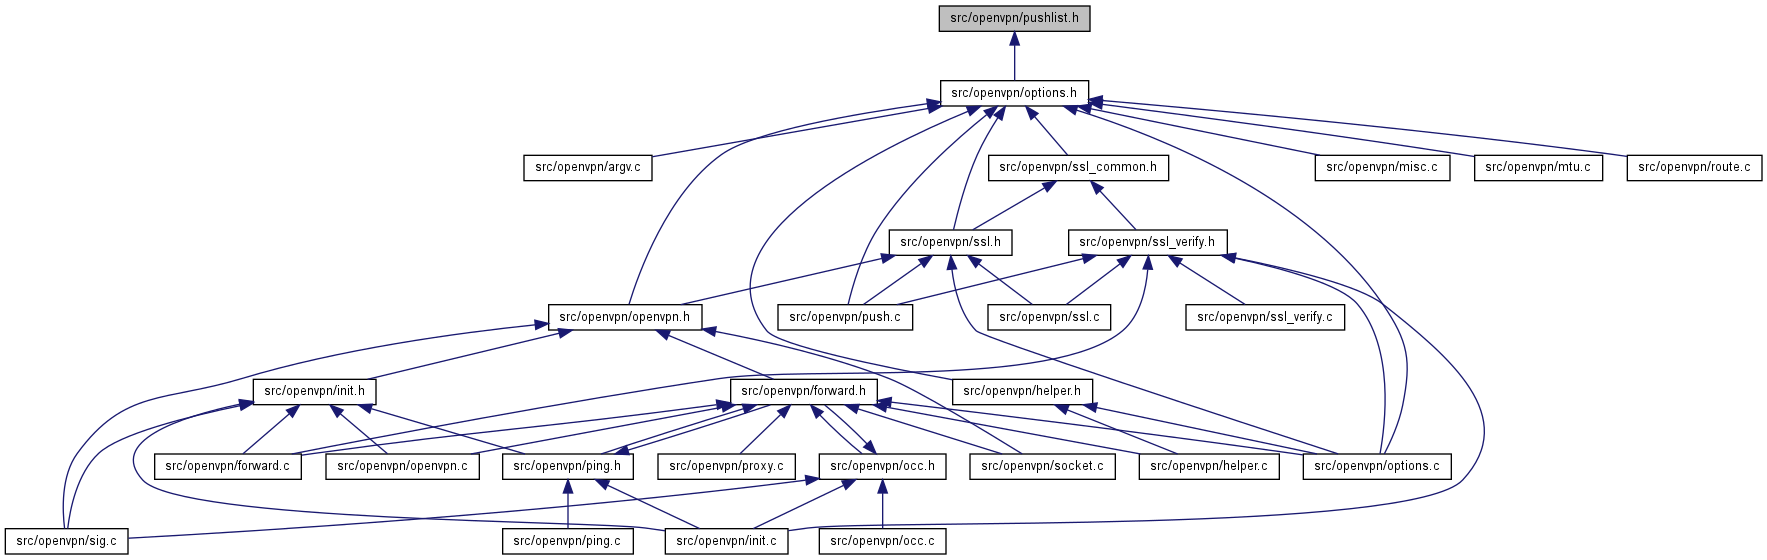 src/openvpn/pushlist.h
src/openvpn/options.h
src/openvpn/argv.c
src/openvpn/ssl_common.h
src/openvpn/misc.c
src/openvpn/mtu.c
src/openvpn/route.c
src/openvpn/ssl.h
src/openvpn/ssl_verify.h
src/openvpn/openvpn.h
src/openvpn/push.c
src/openvpn/ssl.c
src/openvpn/ssl_verify.c
src/openvpn/init.h
src/openvpn/forward.h
src/openvpn/helper.h
src/openvpn/forward.c
src/openvpn/openvpn.c
src/openvpn/ping.h
src/openvpn/proxy.c
src/openvpn/occ.h
src/openvpn/socket.c
src/openvpn/helper.c
src/openvpn/options.c
src/openvpn/sig.c
src/openvpn/ping.c
src/openvpn/init.c
src/openvpn/occ.c